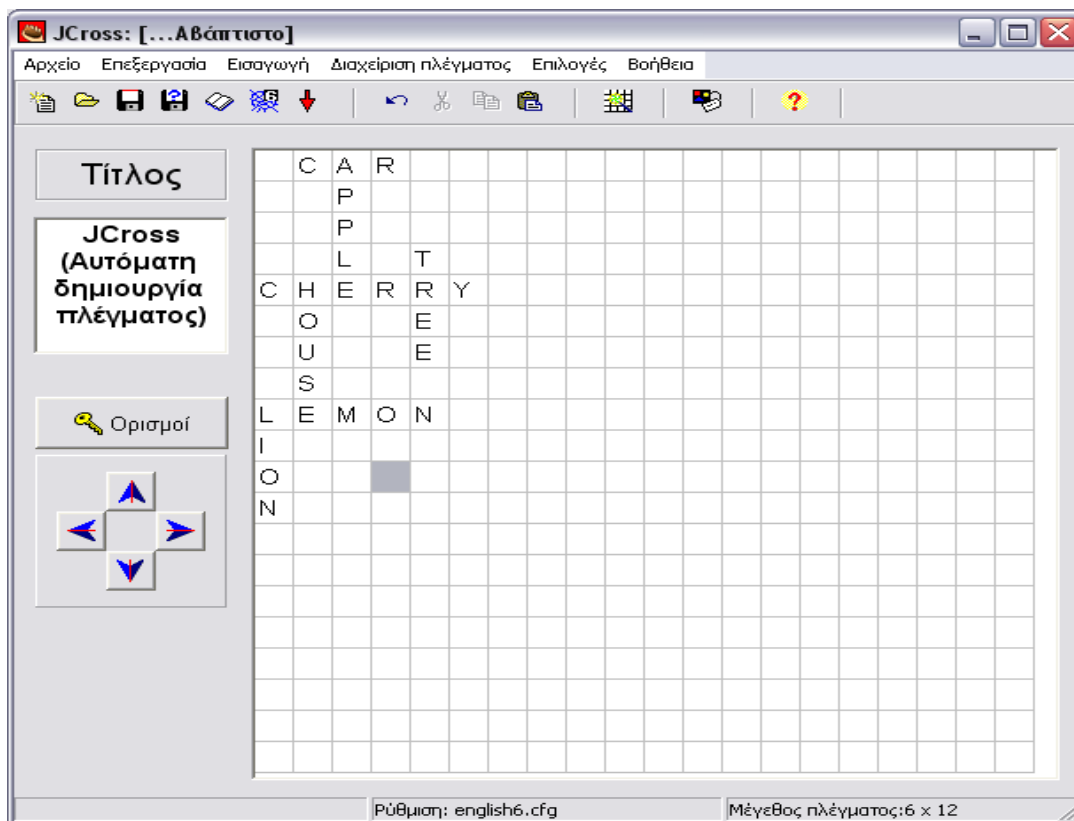 JCross: [...Αβάπτιστο]
Αρχείο Επεξεργασία Εισαγωγή Διαχείριση πλέγματος Επιλογές Βοήθεια
Τίτλος
JCross
(Αυτόματη
δημιουργία
πλέγματος)
Ορισμοί
C A R
P
P
L T
C H E R R Y
O E
U E
S
L E M O N
I
O
N
Ρύθμιση: english6.cfg Μέγεθος πλέγματος:6 x 12